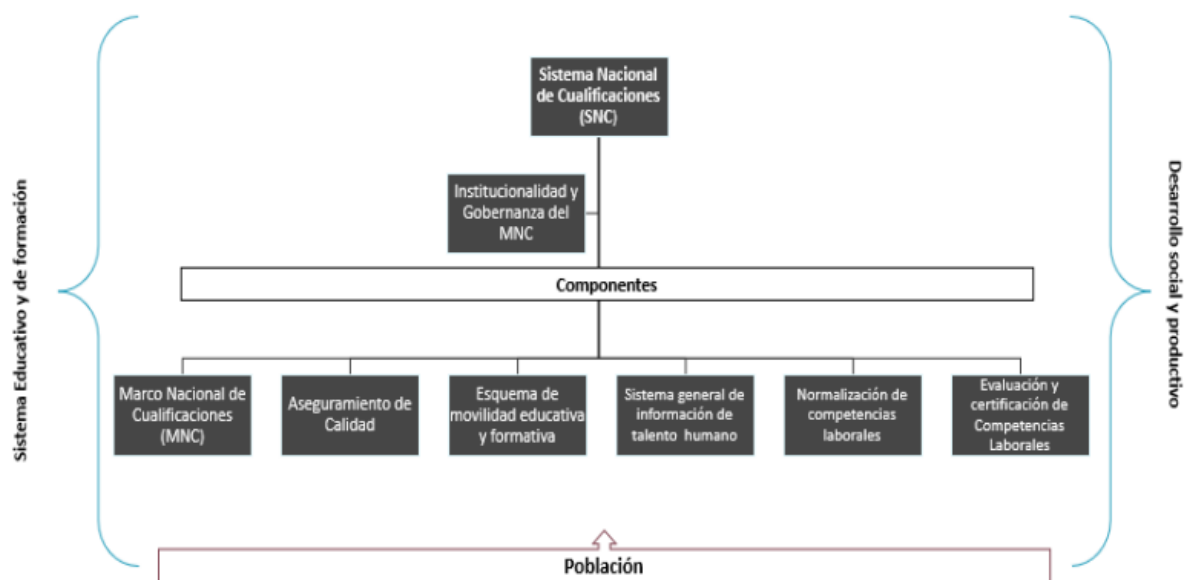 Sistema Nacional
de Cualificaciones
(SNC)
Institucionalidad y
Gobernanza del
MNC
Componentes
Marco Nacional de
Cualificaciones
(MNC)
Aseguramiento de
Calidad
Esquema de
movilidad educativa
y formativa
Sistema general de
información de
talento humano
Normalización de
competencias
laborales
Evaluación y
certificación de
Competencias
Laborales
Sistema Educativo y de formación
Desarrollo social y productivo
Población